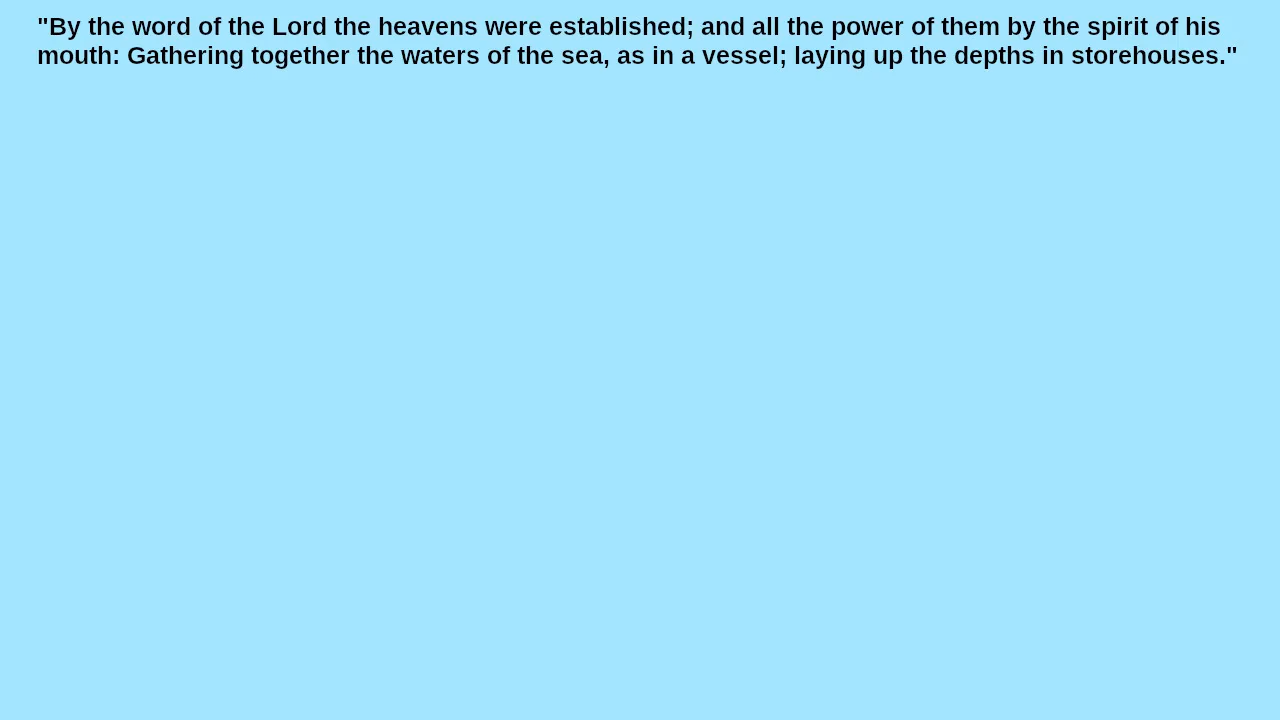 "By the word of the Lord the heavens were established; and all the power of them by the spirit of his
mouth: Gathering together the waters of the sea, as in a vessel; laying up the depths in storehouses."